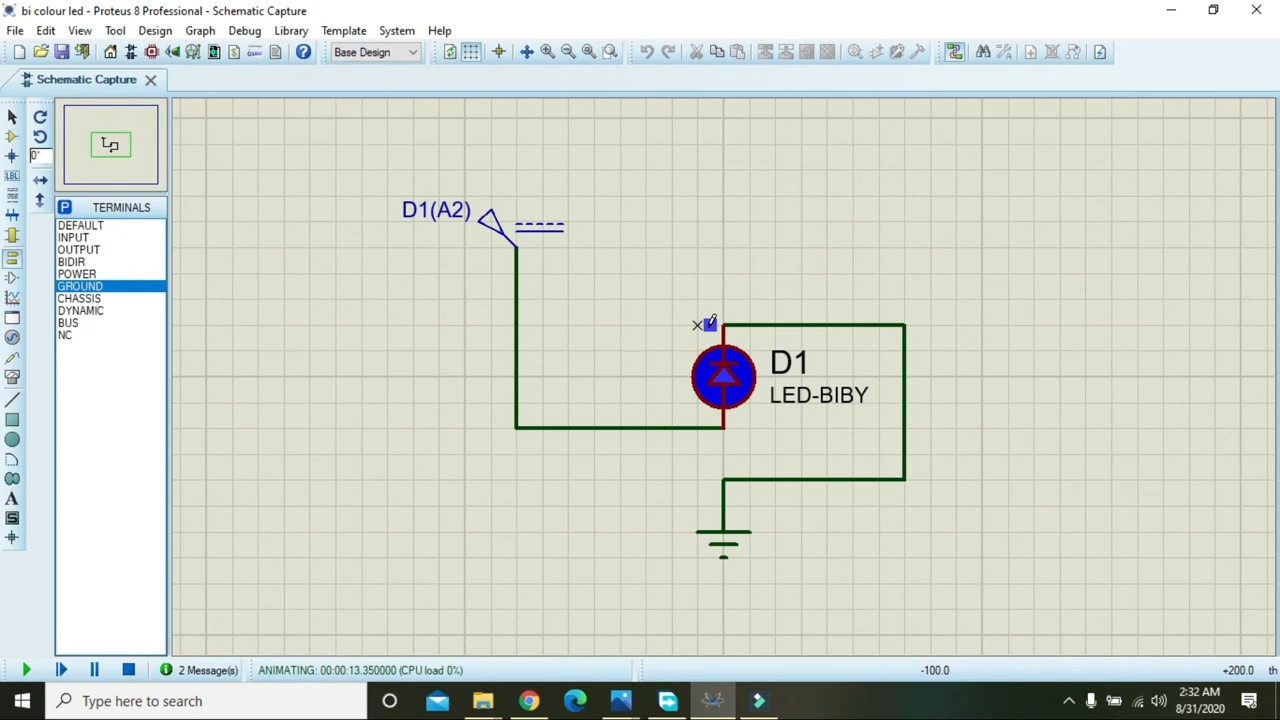 bi colour led - Proteus 8 Professional - Schematic Capture
File Edit View Tool Design Graph Debug Library Template System Help
Base Design
Schematic Capture
LBL
0°
P TERMINALS
DEFAULT
INPUT
OUTPUT
BIDIR
POWER
GROUND
CHASSIS
DYNAMIC
BUS
NC
A
S
D1(A2)
D1
LED-BIBY
2 Message(s) ANIMATING: 00:00:13.350000 (CPU load 0%) -100.0 +200.0 th
Type here to search
2:32 AM
8/31/2020